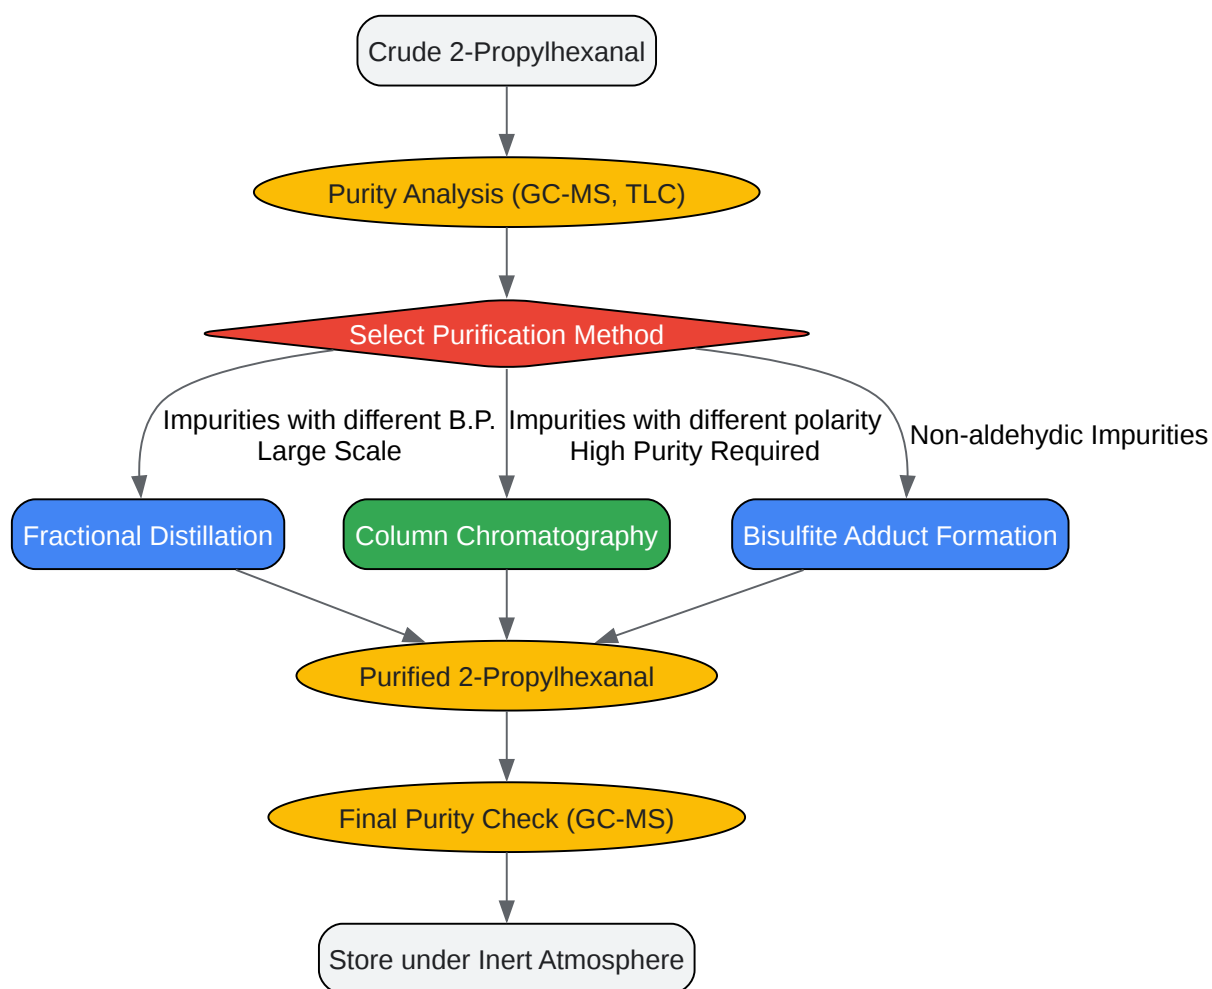 Crude 2-Propylhexanal
Purity Analysis (GC-MS, TLC)
Select Purification Method
Impurities with different B.P.
Large Scale
Impurities with different polarity
High Purity Required
Non-aldehydic Impurities
Fractional Distillation
Column Chromatography
Bisulfite Adduct Formation
Purified 2-Propylhexanal
Final Purity Check (GC-MS)
Store under Inert Atmosphere